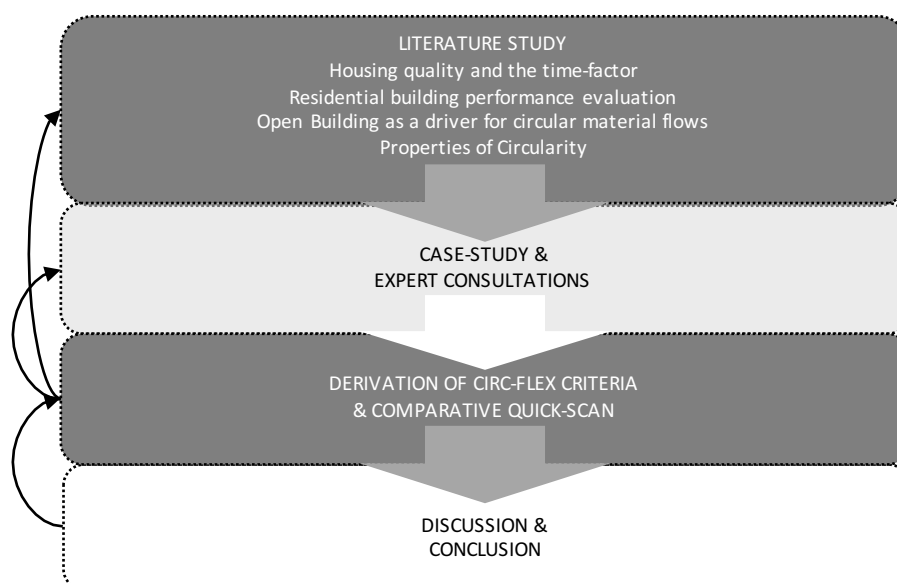 LITERATURE STUDY
Housing quality and the time-factor
Residential building performance evaluation
Open Building as a driver for circular material flows
Properties of Circularity
CASE-STUDY &
EXPERT CONSULTATIONS
DERIVATION OF CIRC-FLEX CRITERIA
& COMPARATIVE QUICK-SCAN
DISCUSSION &
CONCLUSION